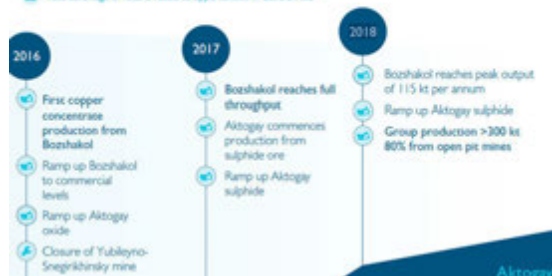 2016
First copper
concentrate
production from
Bozshakol
Ramp up Bozshakol
to commercial
levels
Ramp up Aktogay
oxide
Closure of Yubileyno-
Snegirikhinsky mine
2017
Bozshakol reaches full
throughput
Aktogay commences
production from
sulphide ore
Ramp up Aktogay
sulphide
2018
Bozshakol reaches peak output
of 115 kt per annum
Ramp up Aktogay sulphide
Group production >300 kt
80% from open pit mines
Aktogay